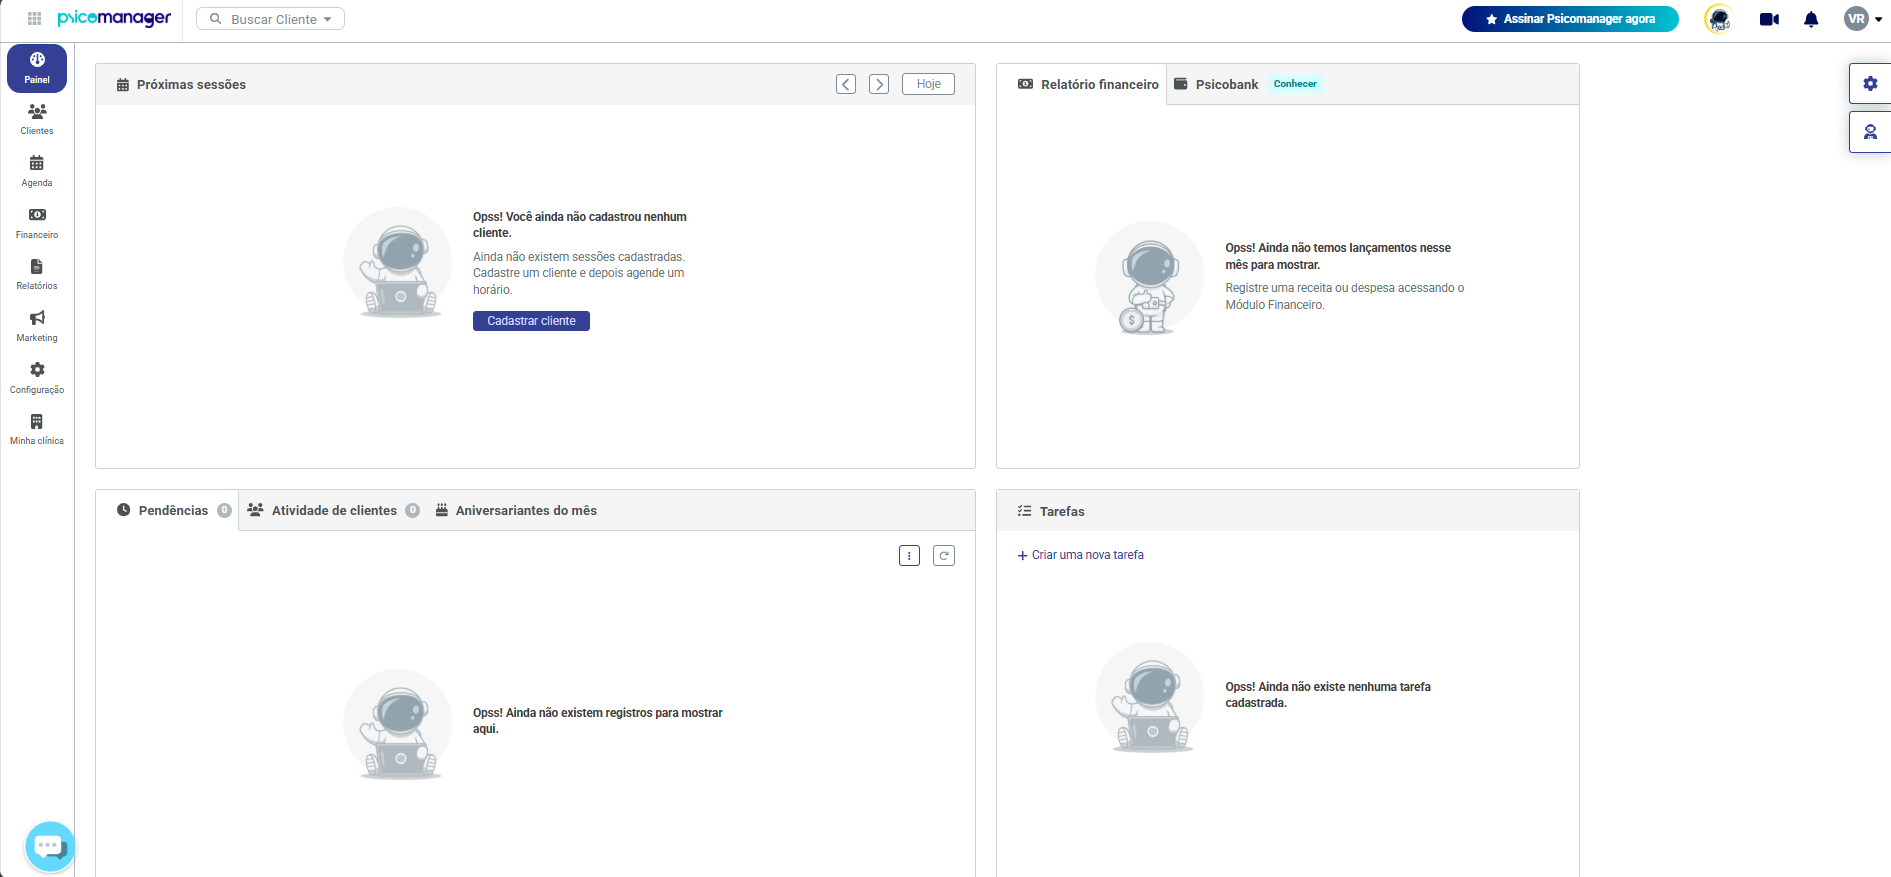 psicomanager
Buscar Cliente
Assinar Psicomanager agora
VR
Painel
Clientes
Agenda
Financeiro
Relatórios
Marketing
Configuração
Minha clínica
Próximas sessões
Hoje
Opss! Você ainda não cadastrou nenhum
cliente.
Ainda não existem sessões cadastradas.
Cadastre um cliente e depois agende um
horário.
Cadastrar cliente
Relatório financeiro
Psicobank
Conhecer
Opss! Ainda não temos lançamentos nesse
mês para mostrar.
Registre uma receita ou despesa acessando o
Módulo Financeiro.
Pendências 0
Atividade de clientes 0
Aniversariantes do mês
Opss! Ainda não existem registros para mostrar
aqui.
Tarefas
+ Criar uma nova tarefa
Opss! Ainda não existe nenhuma tarefa
cadastrada.